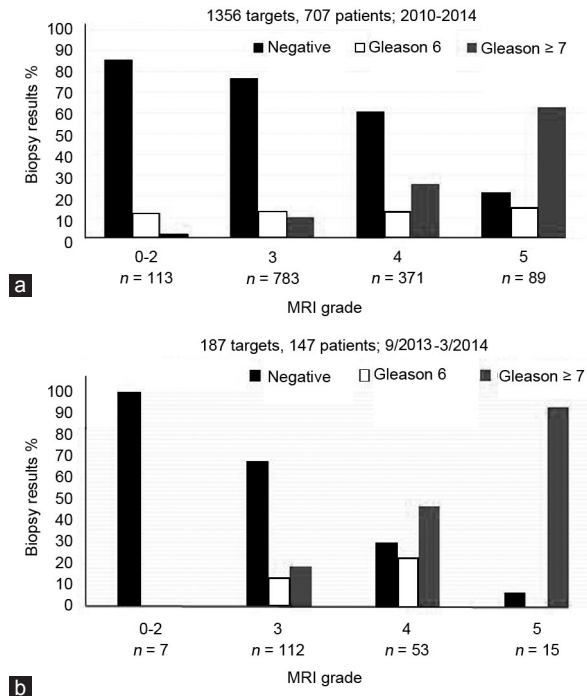 1356 targets, 707 patients; 2010-2014
Negative Gleason 6 Gleason ≥ 7
Biopsy results %
100
90
80
70
60
50
40
30
20
10
0
0-2 3 4 5
n = 113 n = 783 n = 371 n = 89
MRI grade
a
187 targets, 147 patients; 9/2013-3/2014
Negative Gleason 6 Gleason ≥ 7
Biopsy results %
100
90
80
70
60
50
40
30
20
10
0
0-2 3 4 5
n = 7 n = 112 n = 53 n = 15
MRI grade
b